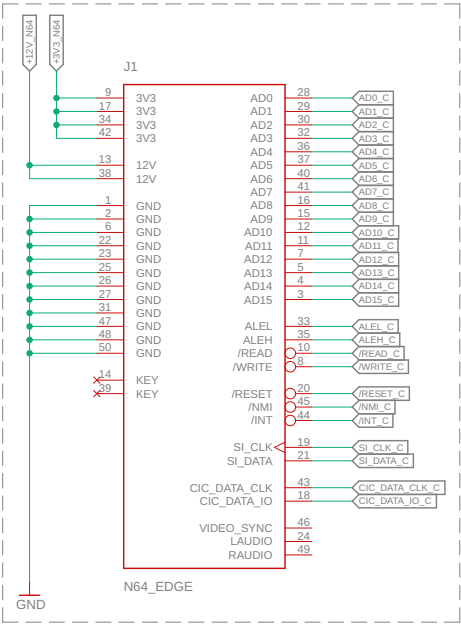 +12V_N64
+3V3_N64
J1
9 3V3 AD0 28 AD0_C
17 3V3 AD1 29 AD1_C
34 3V3 AD2 30 AD2_C
42 3V3 AD3 32 AD3_C
AD4 36 AD4_C
13 12V AD5 37 AD5_C
38 12V AD6 40 AD6_C
AD7 41 AD7_C
1 GND AD8 16 AD8_C
2 GND AD9 15 AD9_C
6 GND AD10 12 AD10_C
22 GND AD11 11 AD11_C
23 GND AD12 7 AD12_C
25 GND AD13 5 AD13_C
26 GND AD14 4 AD14_C
27 GND AD15 3 AD15_C
31 GND
47 GND ALEL 33 ALEL_C
48 GND ALEH 35 ALEH_C
50 GND /READ 10 /READ_C
/WRITE 8 /WRITE_C
14 KEY
39 KEY /RESET 20 /RESET_C
/NMI 45 /NMI_C
/INT 44 /INT_C
SI_CLK 19 SI_CLK_C
SI_DATA 21 SI_DATA_C
CIC_DATA_CLK 43 CIC_DATA_CLK_C
CIC_DATA_IO 18 CIC_DATA_IO_C
VIDEO_SYNC 46
LAUDIO 24
RAUDIO 49
N64_EDGE
GND